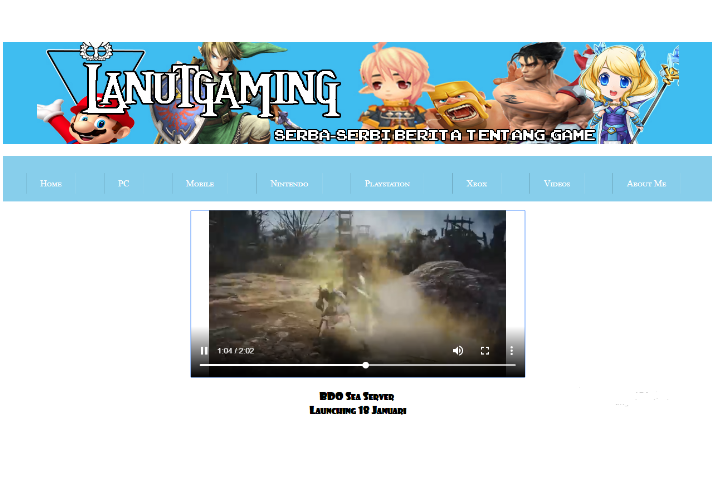 LANUTGAMING
SERBA-SERBI BERITA TENTANG GAME
Home PC Mobile Nintendo Playstation Xbox Videos About Me
1:04 / 2:02
BDO Sea Server
Launching 18 Januari